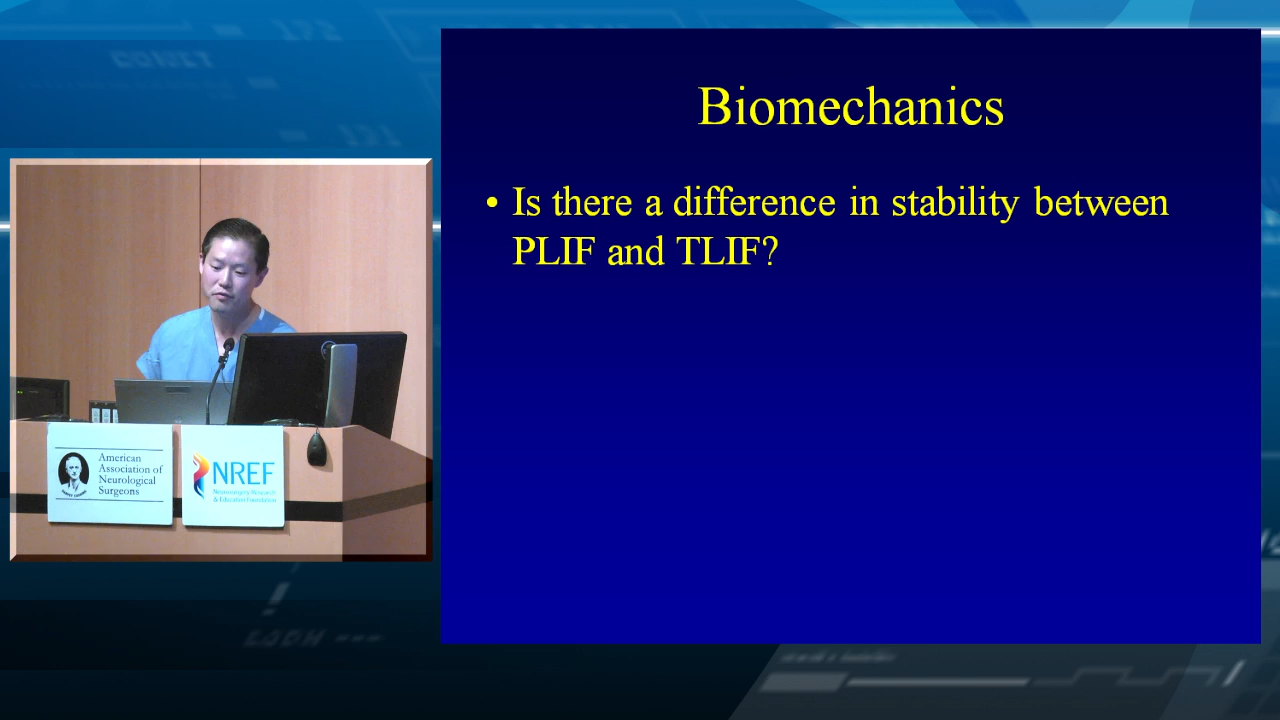 Biomechanics
• Is there a difference in stability between
PLIF and TLIF?
American
Association of
Neurological
Surgeons
NREF
Neurosurgery Research
& Education Foundation